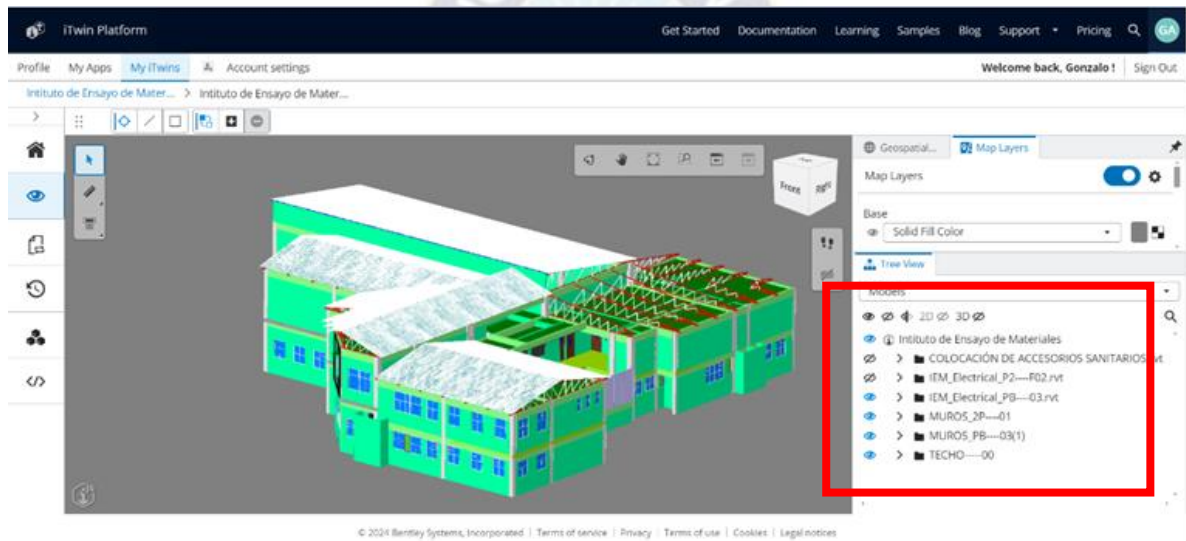 iTwin Platform
Get Started Documentation Learning Samples Blog Support Pricing GA
Profile My Apps My iTwins Account settings Welcome back, Gonzalo ! Sign Out
Intituto de Ensayo de Mater... > Intituto de Ensayo de Mater...
Geospatial... Map Layers
Map Layers
Front Right
Base
Solid Fill Color
Tree View
Models
2D 3D
Intituto de Ensayo de Materiales
COLOCACIÓN DE ACCESORIOS SANITARIOS.rvt
IEM_Electrical_P2----F02.rvt
IEM_Electrical_PB----03.rvt
MUROS_2P----01
MUROS_PB----03(1)
TECHO-----00
© 2024 Bentley Systems, Incorporated | Terms of service | Privacy | Terms of use | Cookies | Legal notices